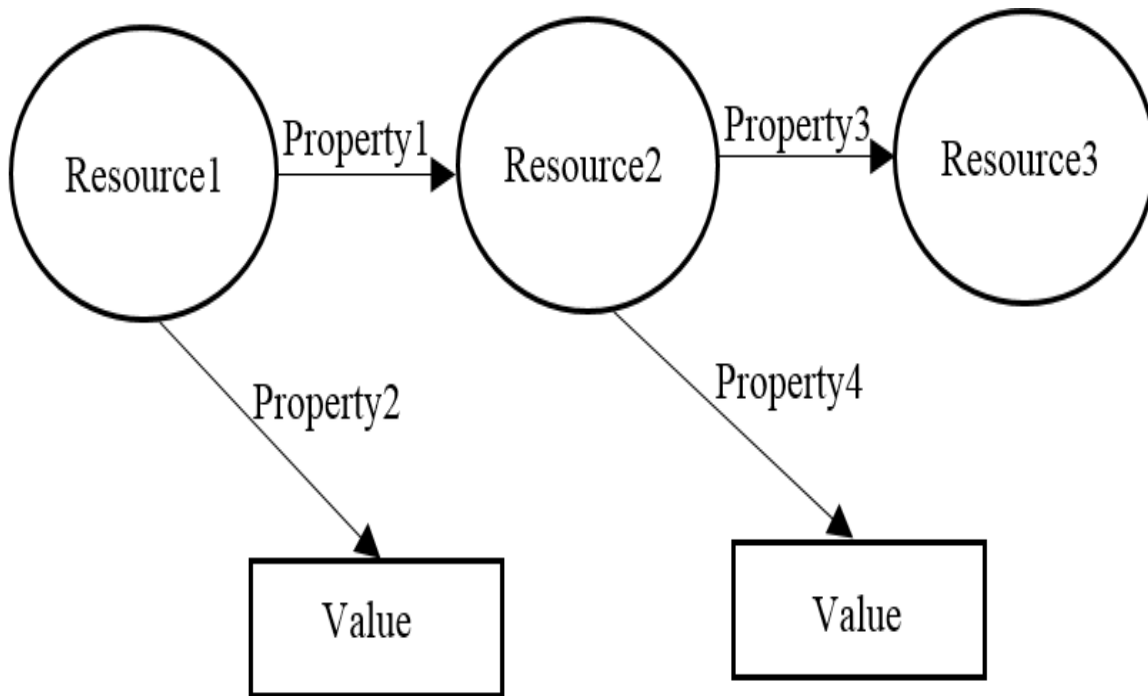 Resource1
Property1
Resource2
Property3
Resource3
Property2
Property4
Value
Value